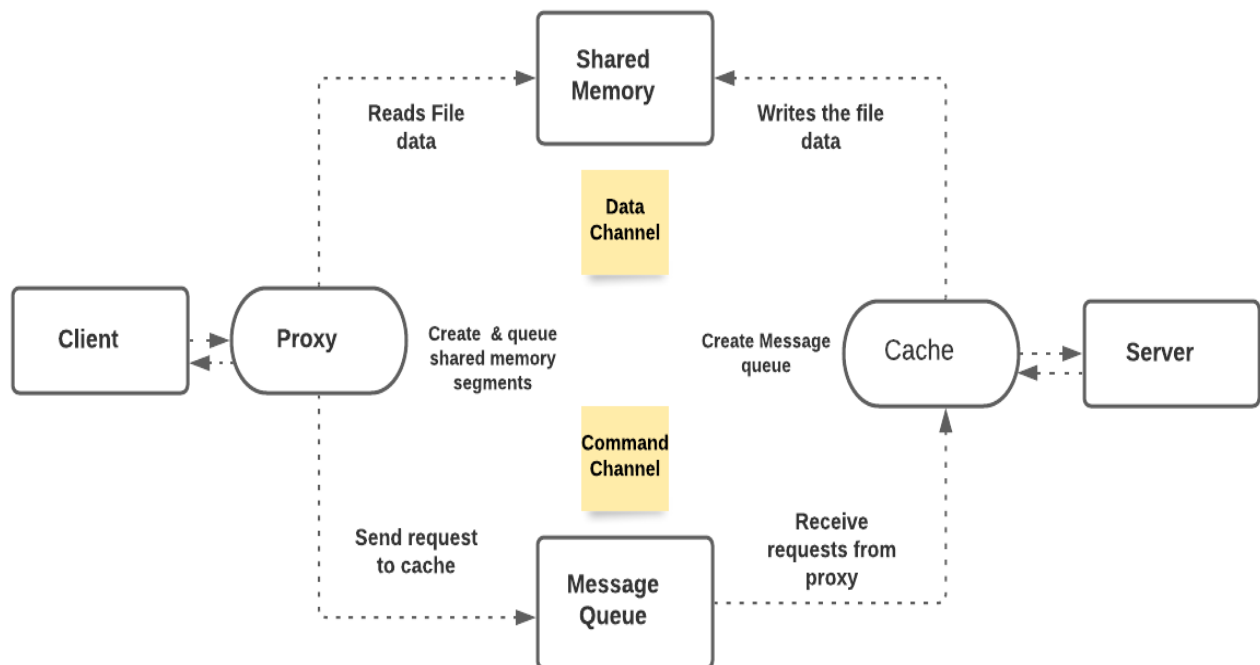 Shared
Memory
Reads File
data
Writes the file
data
Data
Channel
Client
Proxy
Create & queue
shared memory
segments
Create Message
queue
Cache
Server
Command
Channel
Send request
to cache
Receive
requests from
proxy
Message
Queue